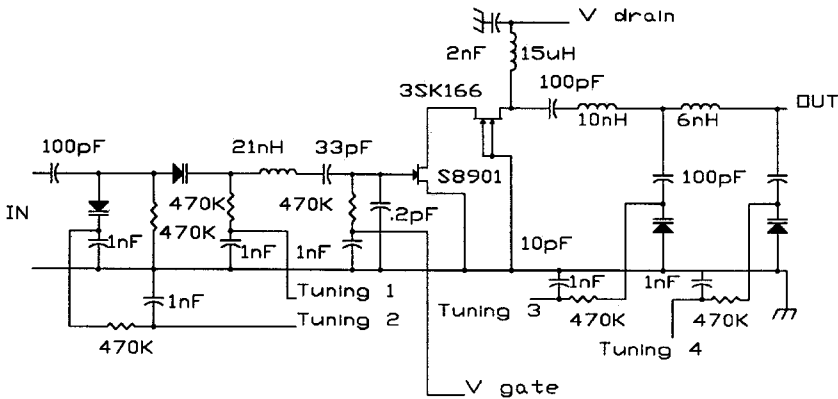 V drain
2nF
15uH
3SK166
100pF
OUT
10nH
6nH
100pF
21nH
33pF
S8901
100pF
IN
470K
470K
470K
.2pF
1nF
1nF
1nF
10pF
1nF
1nF
1nF
Tuning 1
Tuning 2
Tuning 3
470K
470K
470K
Tuning 4
V gate